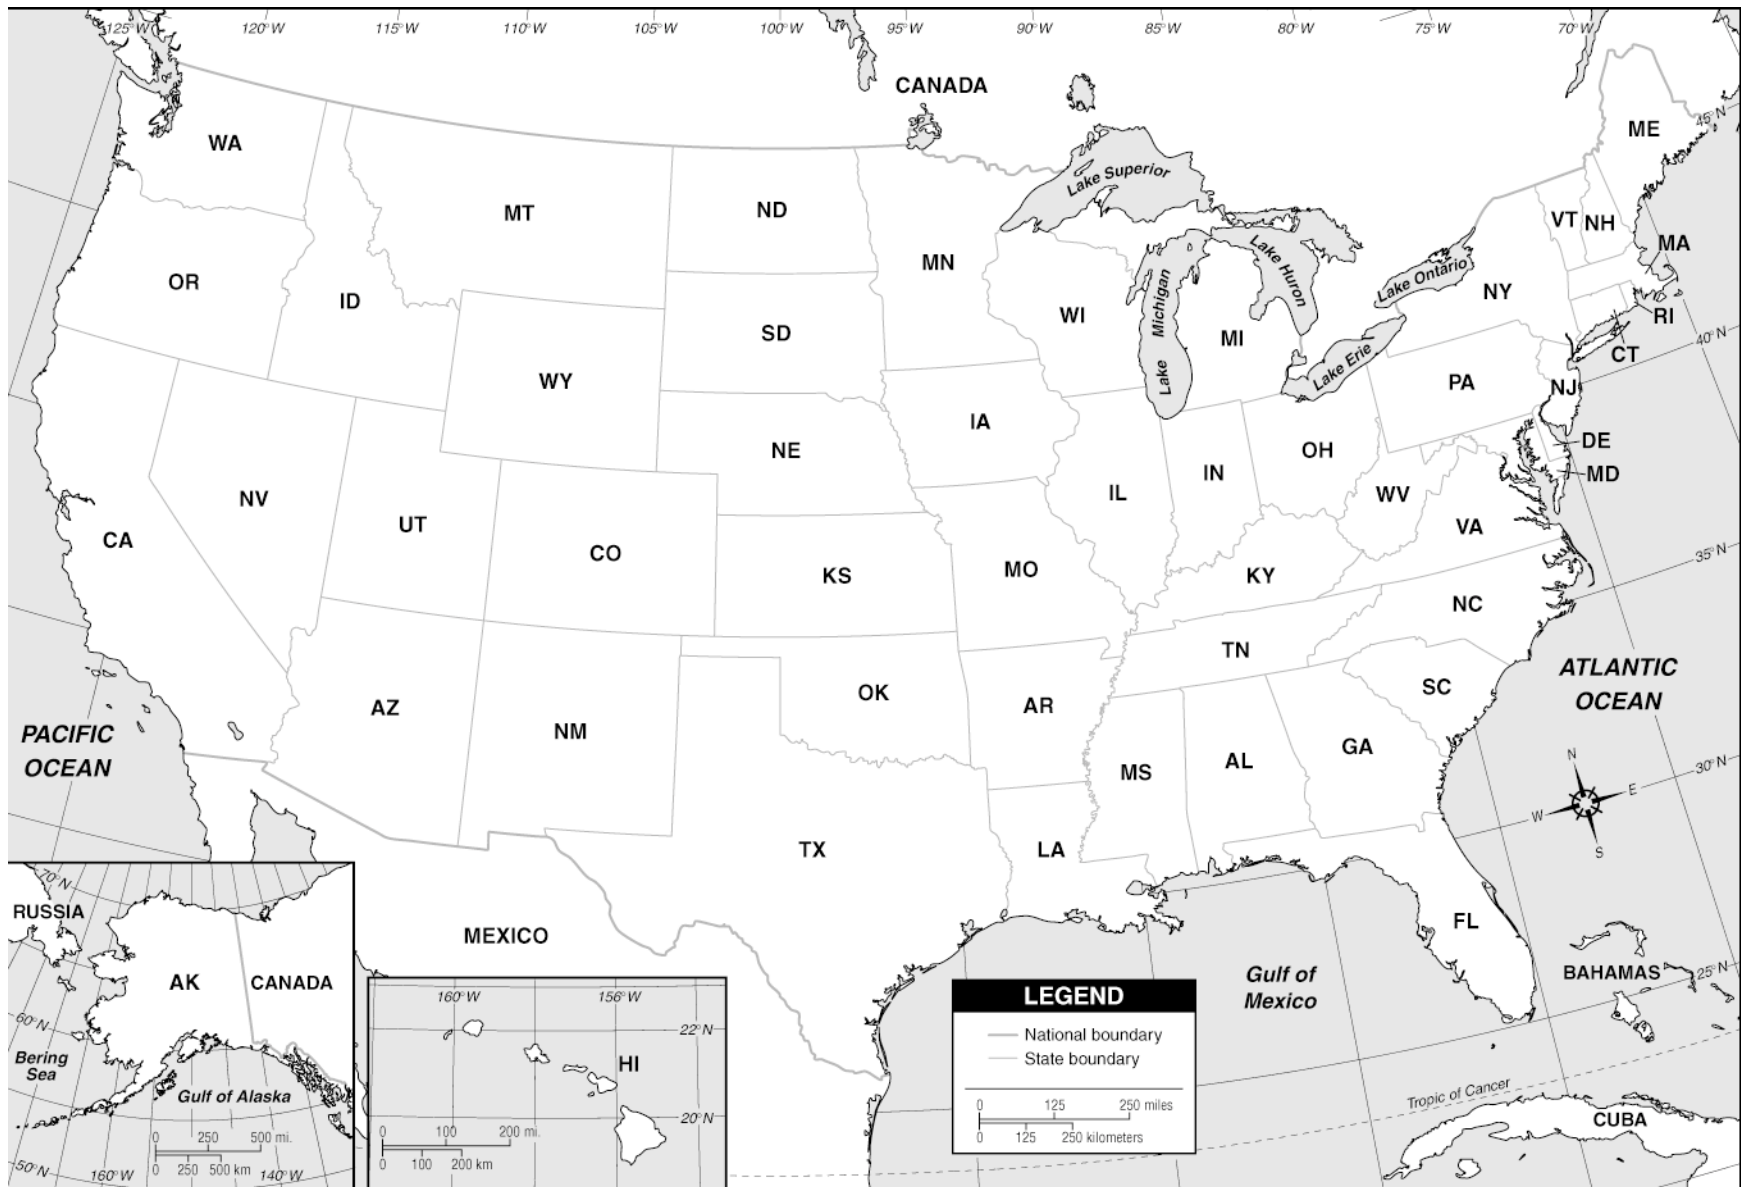 125°W
120°W
115°W
110°W
105°W
100°W
95°W
90°W
85°W
80°W
75°W
70°W
CANADA
45°N
ME
WA
MT
ND
MN
Lake Superior
VT
NH
MA
OR
ID
SD
WI
Lake
Michigan
Lake Huron
MI
Lake Ontario
NY
RI
CT
40°N
WY
Lake Erie
PA
NJ
NE
IA
IL
IN
OH
DE
MD
WV
VA
NV
UT
CO
CA
KS
MO
KY
35°N
NC
TN
SC
ATLANTIC
OCEAN
AZ
NM
OK
AR
PACIFIC
OCEAN
MS
AL
GA
30°N
N
E
W
S
TX
LA
FL
MEXICO
70°N
RUSSIA
AK
CANADA
60°N
Bering
Sea
Gulf of Alaska
0 250 500 mi.
0 250 500 km
50°N
160°W
140°W
160°W
156°W
22°N
HI
20°N
0 100 200 mi.
0 100 200 km
LEGEND
National boundary
State boundary
0 125 250 miles
0 125 250 kilometers
Gulf of
Mexico
BAHAMAS
25°N
Tropic of Cancer
CUBA